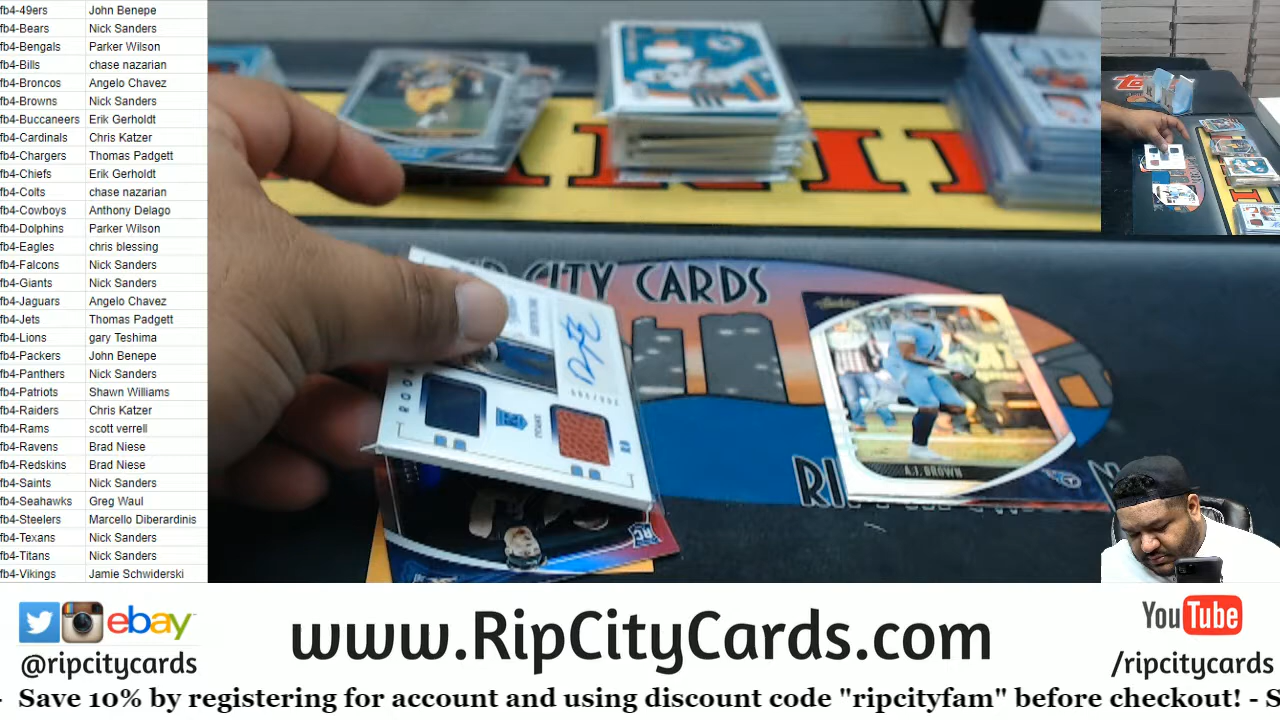 fb4-49ers John Benepe
fb4-Bears Nick Sanders
fb4-Bengals Parker Wilson
fb4-Bills chase nazarian
fb4-Broncos Angelo Chavez
fb4-Browns Nick Sanders
fb4-Buccaneers Erik Gerholdt
fb4-Cardinals Chris Katzer
fb4-Chargers Thomas Padgett
fb4-Chiefs Erik Gerholdt
fb4-Colts chase nazarian
fb4-Cowboys Anthony Delago
fb4-Dolphins Parker Wilson
fb4-Eagles chris blessing
fb4-Falcons Nick Sanders
fb4-Giants Nick Sanders
fb4-Jaguars Angelo Chavez
fb4-Jets Thomas Padgett
fb4-Lions gary Teshima
fb4-Packers John Benepe
fb4-Panthers Nick Sanders
fb4-Patriots Shawn Williams
fb4-Raiders Chris Katzer
fb4-Rams scott verrell
fb4-Ravens Brad Niese
fb4-Redskins Brad Niese
fb4-Saints Nick Sanders
fb4-Seahawks Greg Waul
fb4-Steelers Marcello Diberardinis
fb4-Texans Nick Sanders
fb4-Titans Nick Sanders
fb4-Vikings Jamie Schwiderski
CITY CARDS
A.J. BROWN
RC
ebay
@ripcitycards
www.RipCityCards.com
YouTube
/ripcitycards
- Save 10% by registering for account and using discount code "ripcityfam" before checkout! - S